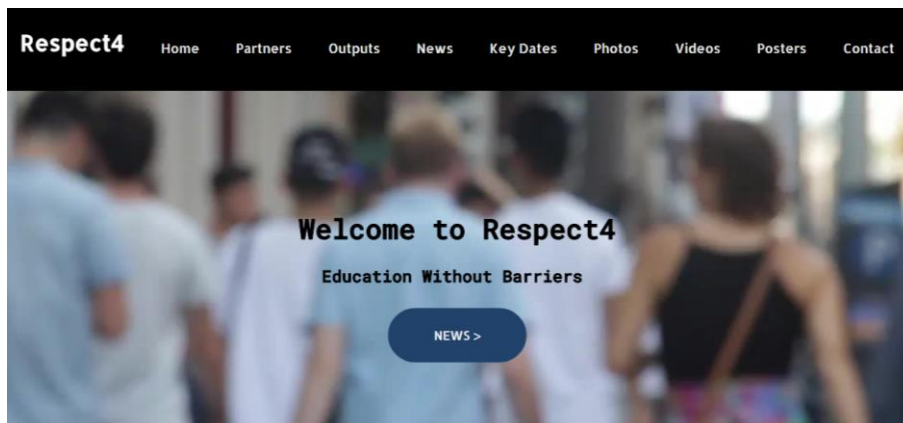 Respect4 Home Partners Outputs News Key Dates Photos Videos Posters Contact
Welcome to Respect4
Education Without Barriers
NEWS >